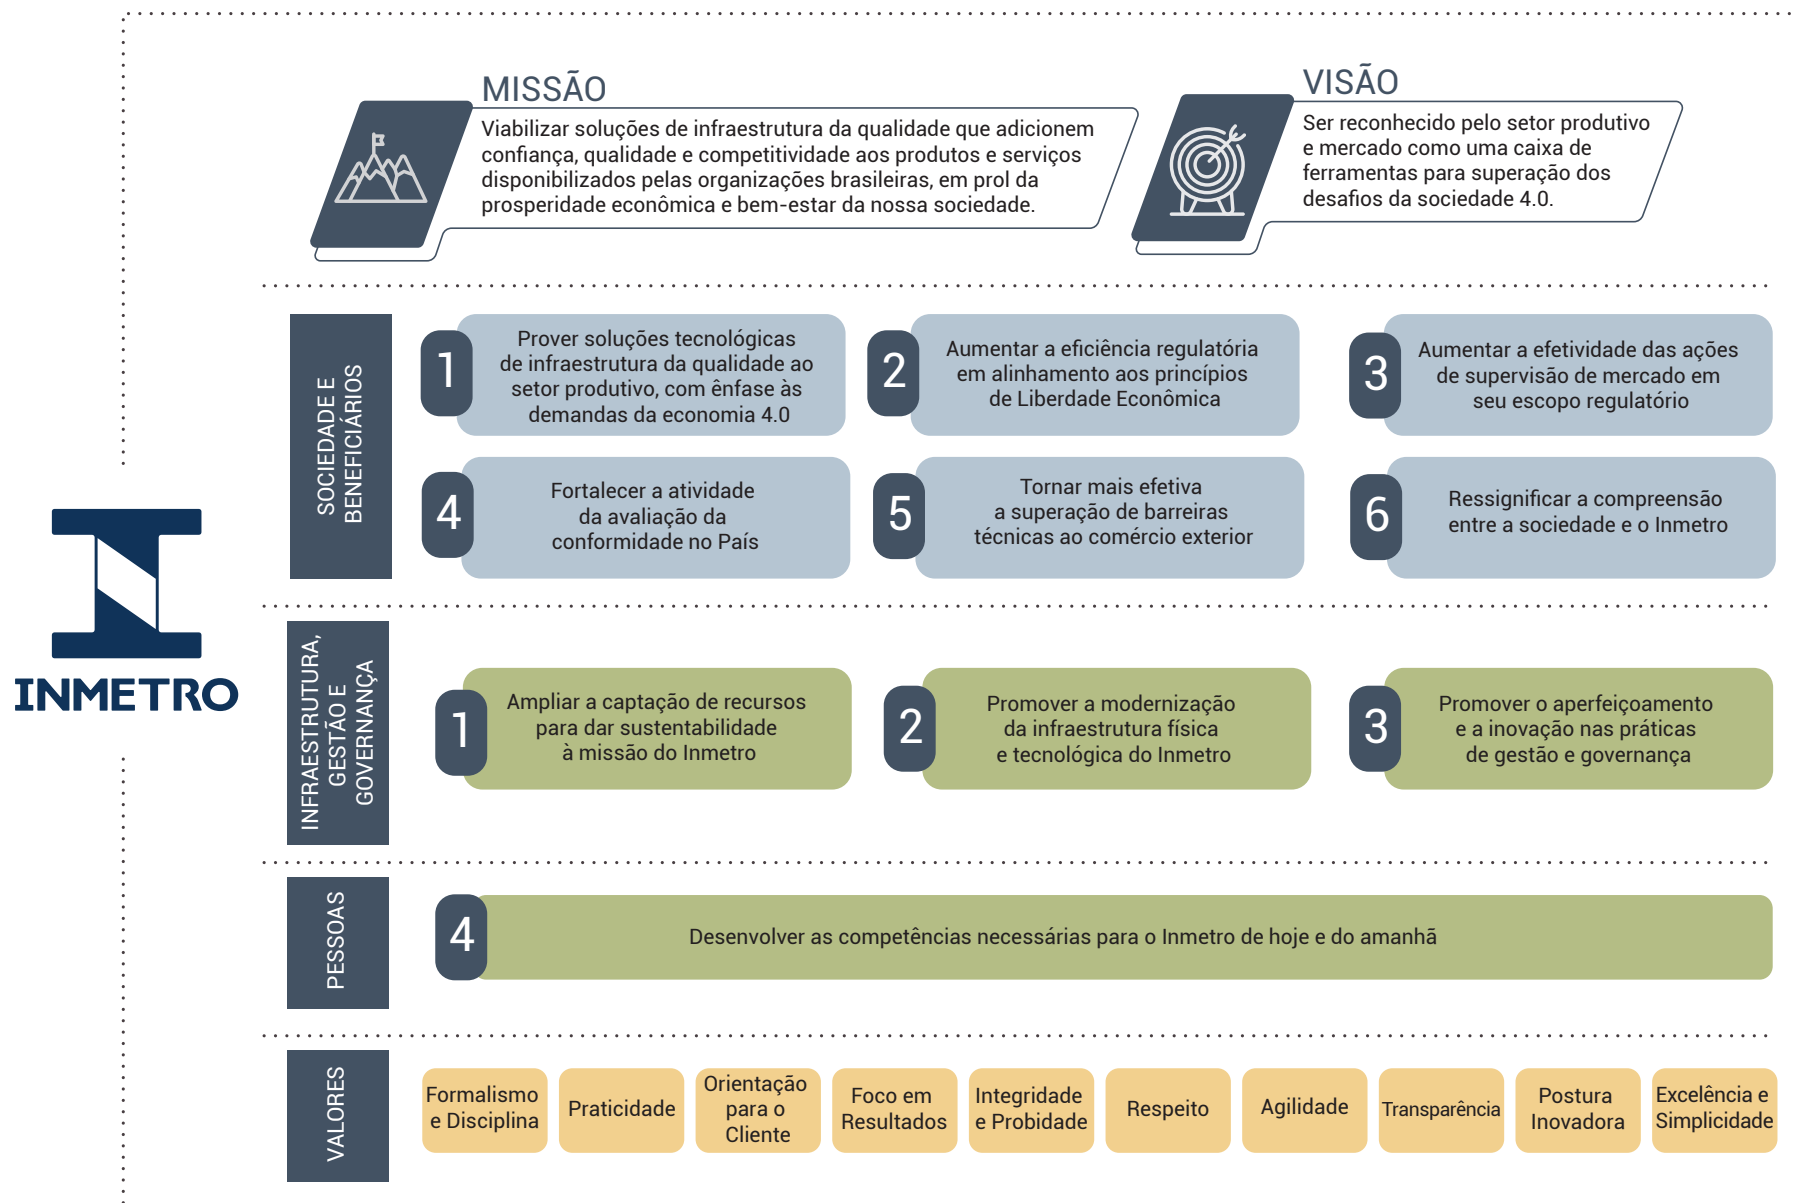 MISSÃO
Viabilizar soluções de infraestrutura da qualidade que adicionem
confiança, qualidade e competitividade aos produtos e serviços
disponibilizados pelas organizações brasileiras, em prol da
prosperidade econômica e bem-estar da nossa sociedade.
VISÃO
Ser reconhecido pelo setor produtivo
e mercado como uma caixa de
ferramentas para superação dos
desafios da sociedade 4.0.
INMETRO
SOCIEDADE E
BENEFICIÁRIOS
1
Prover soluções tecnológicas
de infraestrutura da qualidade ao
setor produtivo, com ênfase às
demandas da economia 4.0
2
Aumentar a eficiência regulatória
em alinhamento aos princípios
de Liberdade Econômica
3
Aumentar a efetividade das ações
de supervisão de mercado em
seu escopo regulatório
4
Fortalecer a atividade
da avaliação da
conformidade no País
5
Tornar mais efetiva
a superação de barreiras
técnicas ao comércio exterior
6
Ressignificar a compreensão
entre a sociedade e o Inmetro
INFRAESTRUTURA,
GESTÃO E
GOVERNANÇA
1
Ampliar a captação de recursos
para dar sustentabilidade
à missão do Inmetro
2
Promover a modernização
da infraestrutura física
e tecnológica do Inmetro
3
Promover o aperfeiçoamento
e a inovação nas práticas
de gestão e governança
PESSOAS
4
Desenvolver as competências necessárias para o Inmetro de hoje e do amanhã
VALORES
Formalismo
e Disciplina
Praticidade
Orientação
para o
Cliente
Foco em
Resultados
Integridade
e Probidade
Respeito
Agilidade
Transparência
Postura
Inovadora
Excelência e
Simplicidade